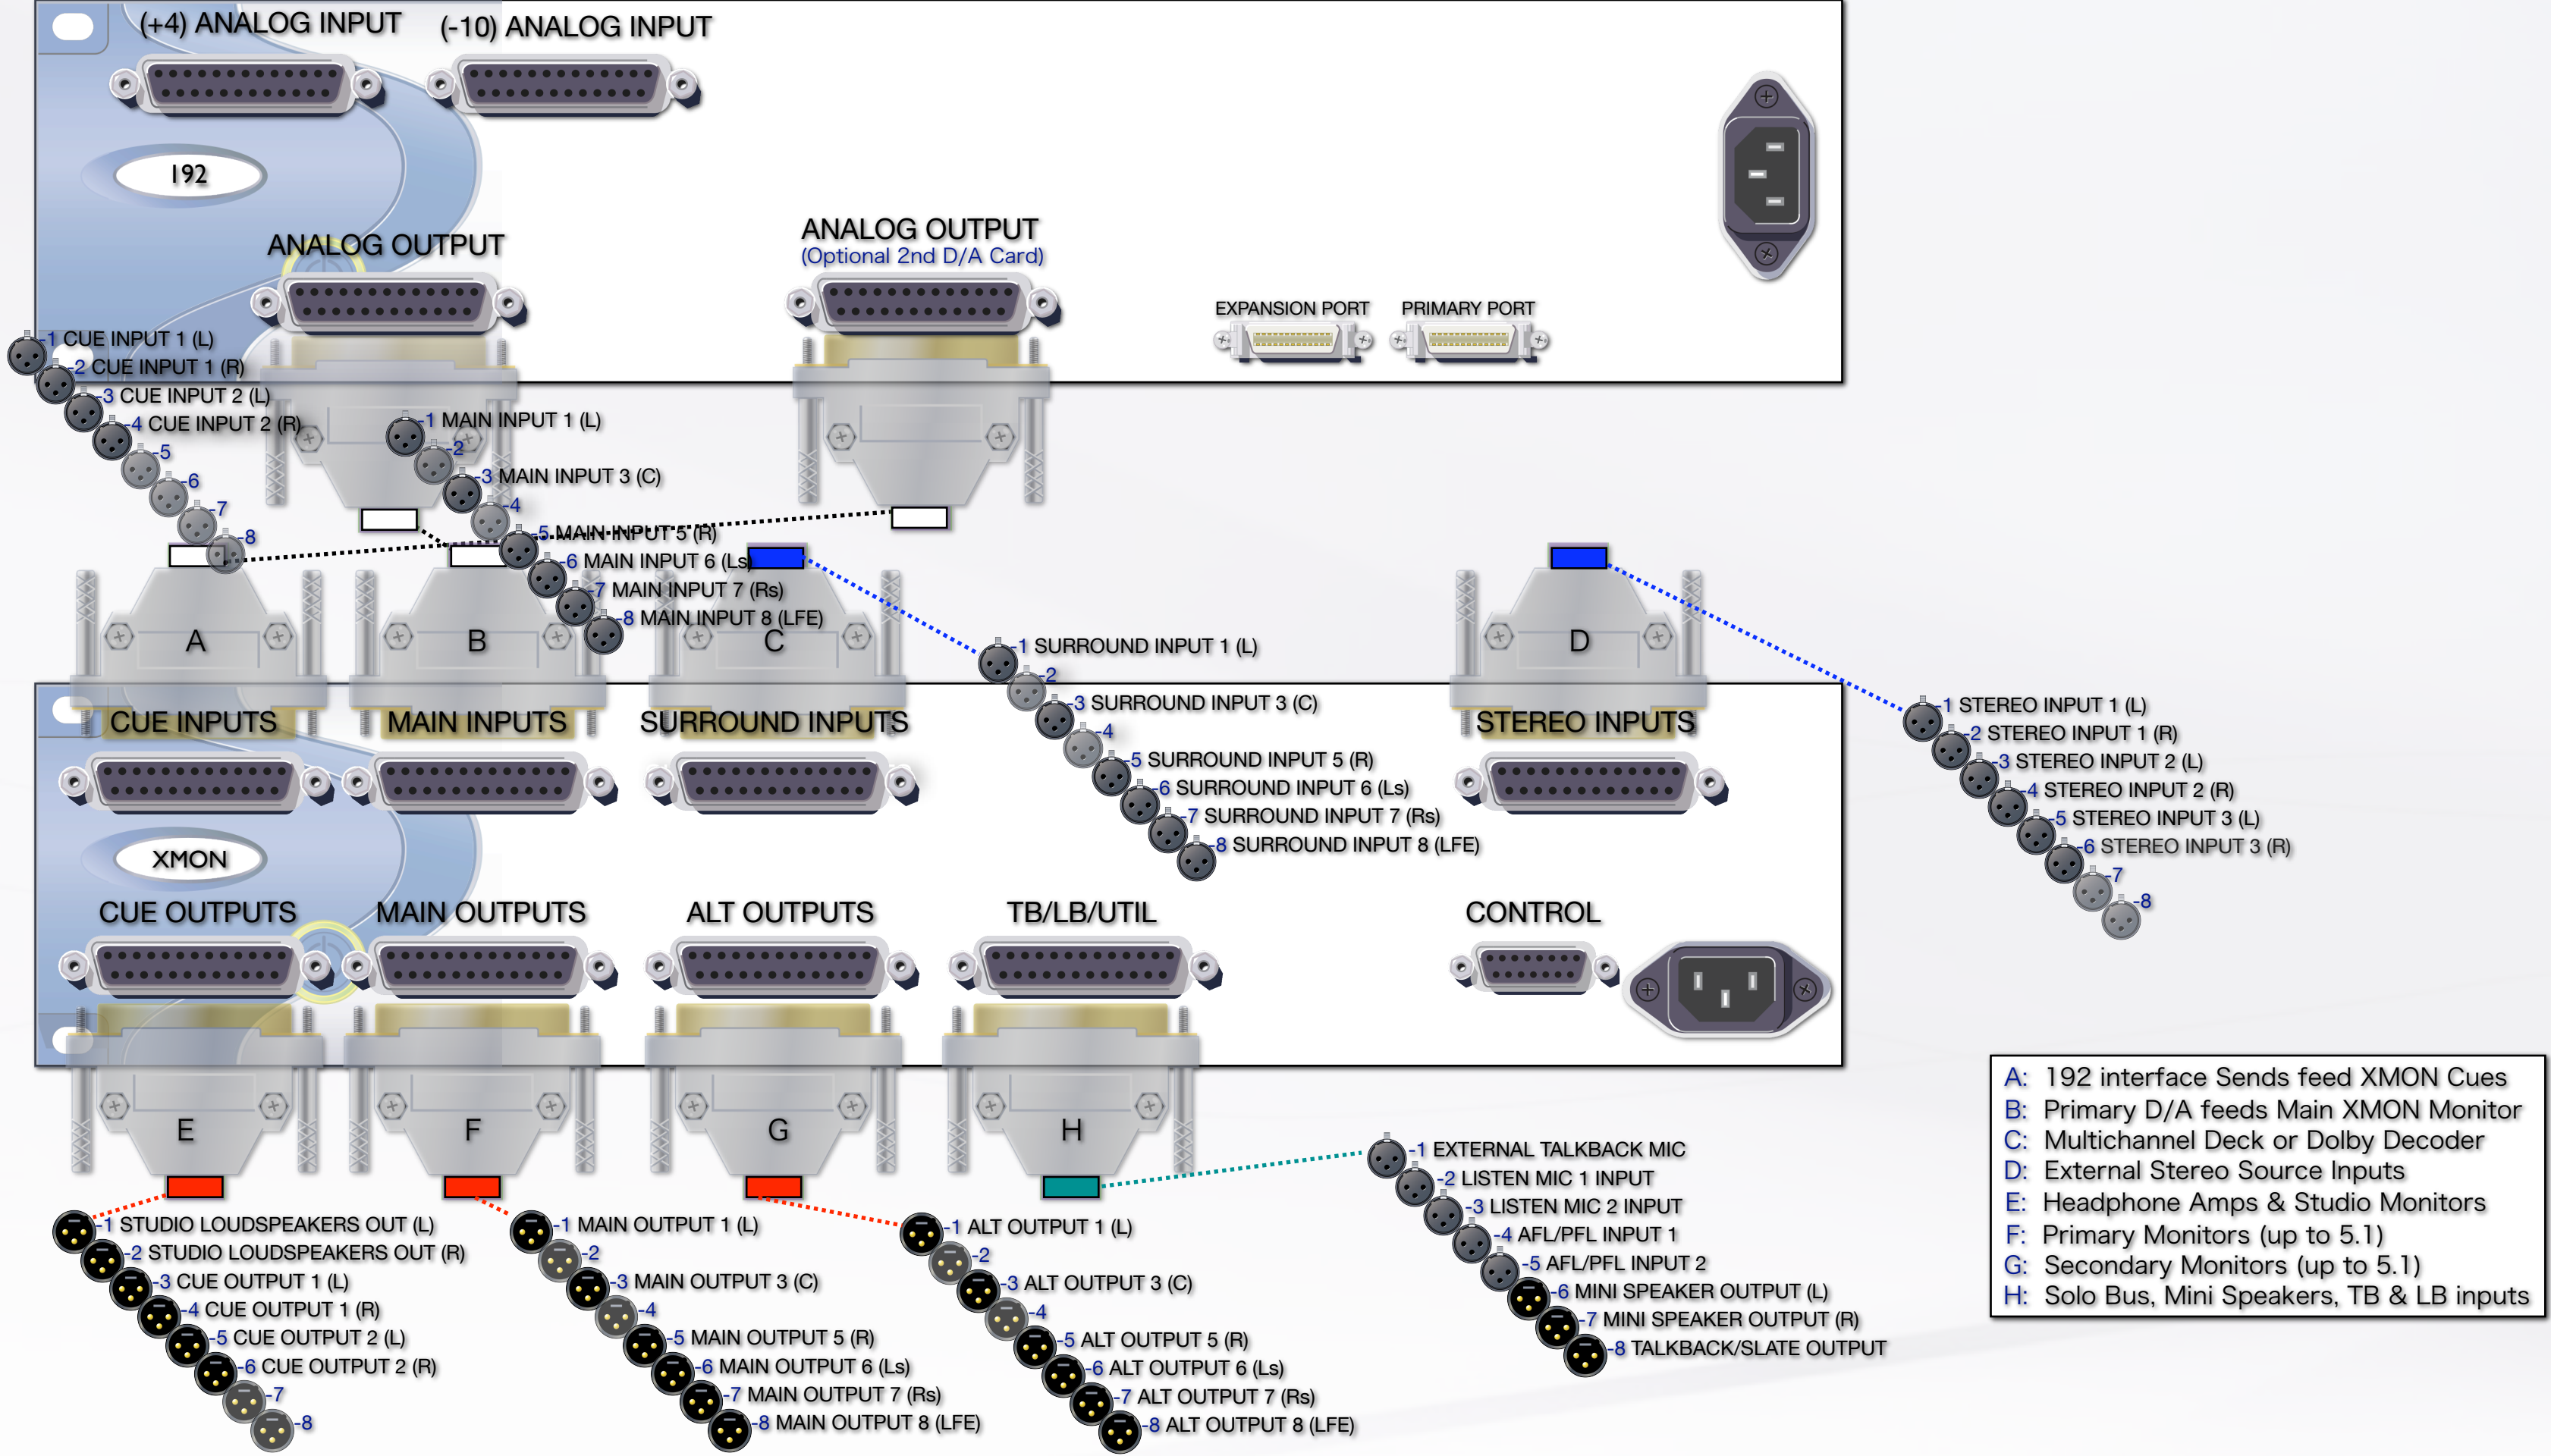 (+4) ANALOG INPUT
(-10) ANALOG INPUT
192
ANALOG OUTPUT
ANALOG OUTPUT
(Optional 2nd D/A Card)
EXPANSION PORT
PRIMARY PORT
-1 CUE INPUT 1 (L)
-2 CUE INPUT 1 (R)
-3 CUE INPUT 2 (L)
-4 CUE INPUT 2 (R)
-5
-6
-7
-8
-1 MAIN INPUT 1 (L)
-2
-3 MAIN INPUT 3 (C)
-4
-5 MAIN INPUT 5 (R)
-6 MAIN INPUT 6 (Ls)
-7 MAIN INPUT 7 (Rs)
-8 MAIN INPUT 8 (LFE)
A
B
C
D
-1 SURROUND INPUT 1 (L)
-2
-3 SURROUND INPUT 3 (C)
-4
-5 SURROUND INPUT 5 (R)
-6 SURROUND INPUT 6 (Ls)
-7 SURROUND INPUT 7 (Rs)
-8 SURROUND INPUT 8 (LFE)
-1 STEREO INPUT 1 (L)
-2 STEREO INPUT 1 (R)
-3 STEREO INPUT 2 (L)
-4 STEREO INPUT 2 (R)
-5 STEREO INPUT 3 (L)
-6 STEREO INPUT 3 (R)
-7
-8
CUE INPUTS
MAIN INPUTS
SURROUND INPUTS
STEREO INPUTS
XMON
CUE OUTPUTS
MAIN OUTPUTS
ALT OUTPUTS
TB/LB/UTIL
CONTROL
E
F
G
H
-1 STUDIO LOUDSPEAKERS OUT (L)
-2 STUDIO LOUDSPEAKERS OUT (R)
-3 CUE OUTPUT 1 (L)
-4 CUE OUTPUT 1 (R)
-5 CUE OUTPUT 2 (L)
-6 CUE OUTPUT 2 (R)
-7
-8
-1 MAIN OUTPUT 1 (L)
-2
-3 MAIN OUTPUT 3 (C)
-4
-5 MAIN OUTPUT 5 (R)
-6 MAIN OUTPUT 6 (Ls)
-7 MAIN OUTPUT 7 (Rs)
-8 MAIN OUTPUT 8 (LFE)
-1 ALT OUTPUT 1 (L)
-2
-3 ALT OUTPUT 3 (C)
-4
-5 ALT OUTPUT 5 (R)
-6 ALT OUTPUT 6 (Ls)
-7 ALT OUTPUT 7 (Rs)
-8 ALT OUTPUT 8 (LFE)
-1 EXTERNAL TALKBACK MIC
-2 LISTEN MIC 1 INPUT
-3 LISTEN MIC 2 INPUT
-4 AFL/PFL INPUT 1
-5 AFL/PFL INPUT 2
-6 MINI SPEAKER OUTPUT (L)
-7 MINI SPEAKER OUTPUT (R)
-8 TALKBACK/SLATE OUTPUT
A: 192 interface Sends feed XMON Cues
B: Primary D/A feeds Main XMON Monitor
C: Multichannel Deck or Dolby Decoder
D: External Stereo Source Inputs
E: Headphone Amps & Studio Monitors
F: Primary Monitors (up to 5.1)
G: Secondary Monitors (up to 5.1)
H: Solo Bus, Mini Speakers, TB & LB inputs